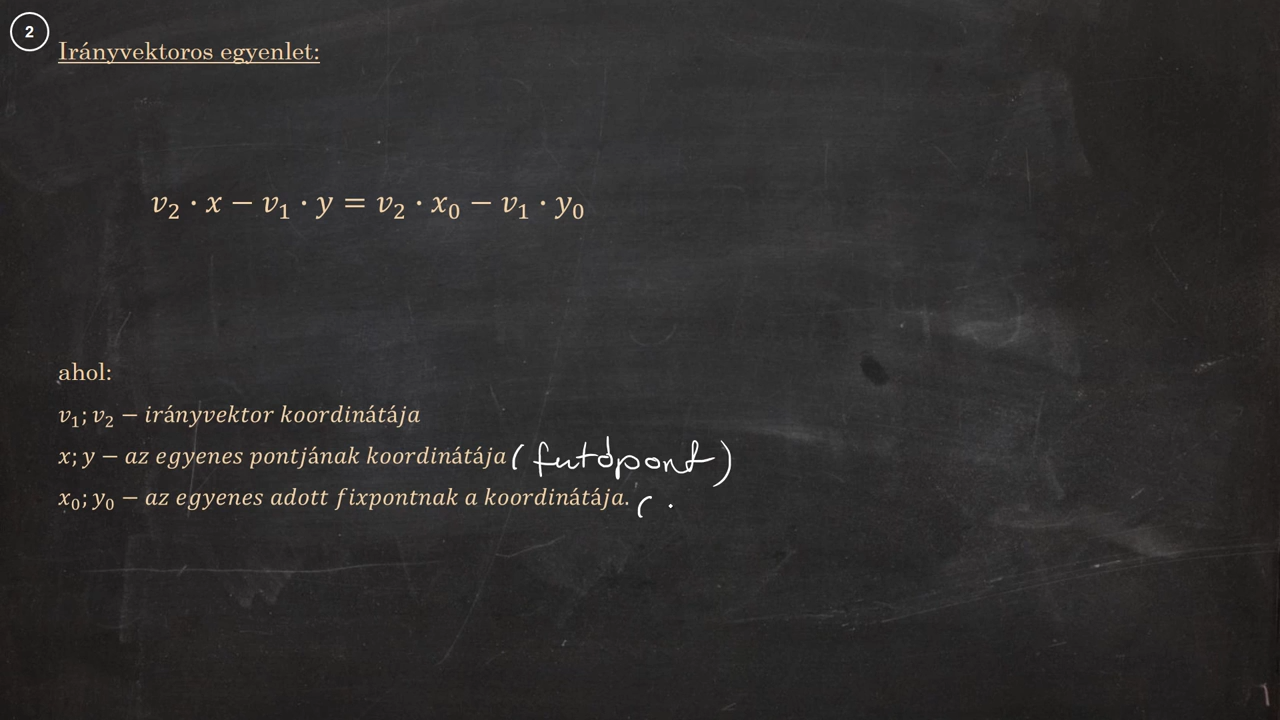 2
Irányvektoros egyenlet:
v₂ · x − v₁ · y = v₂ · x₀ − v₁ · y₀
ahol:
v₁; v₂ − irányvektor koordinátája
x; y − az egyenes pontjának koordinátája (futópont)
x₀; y₀ − az egyenes adott fixpontnak a koordinátája. (